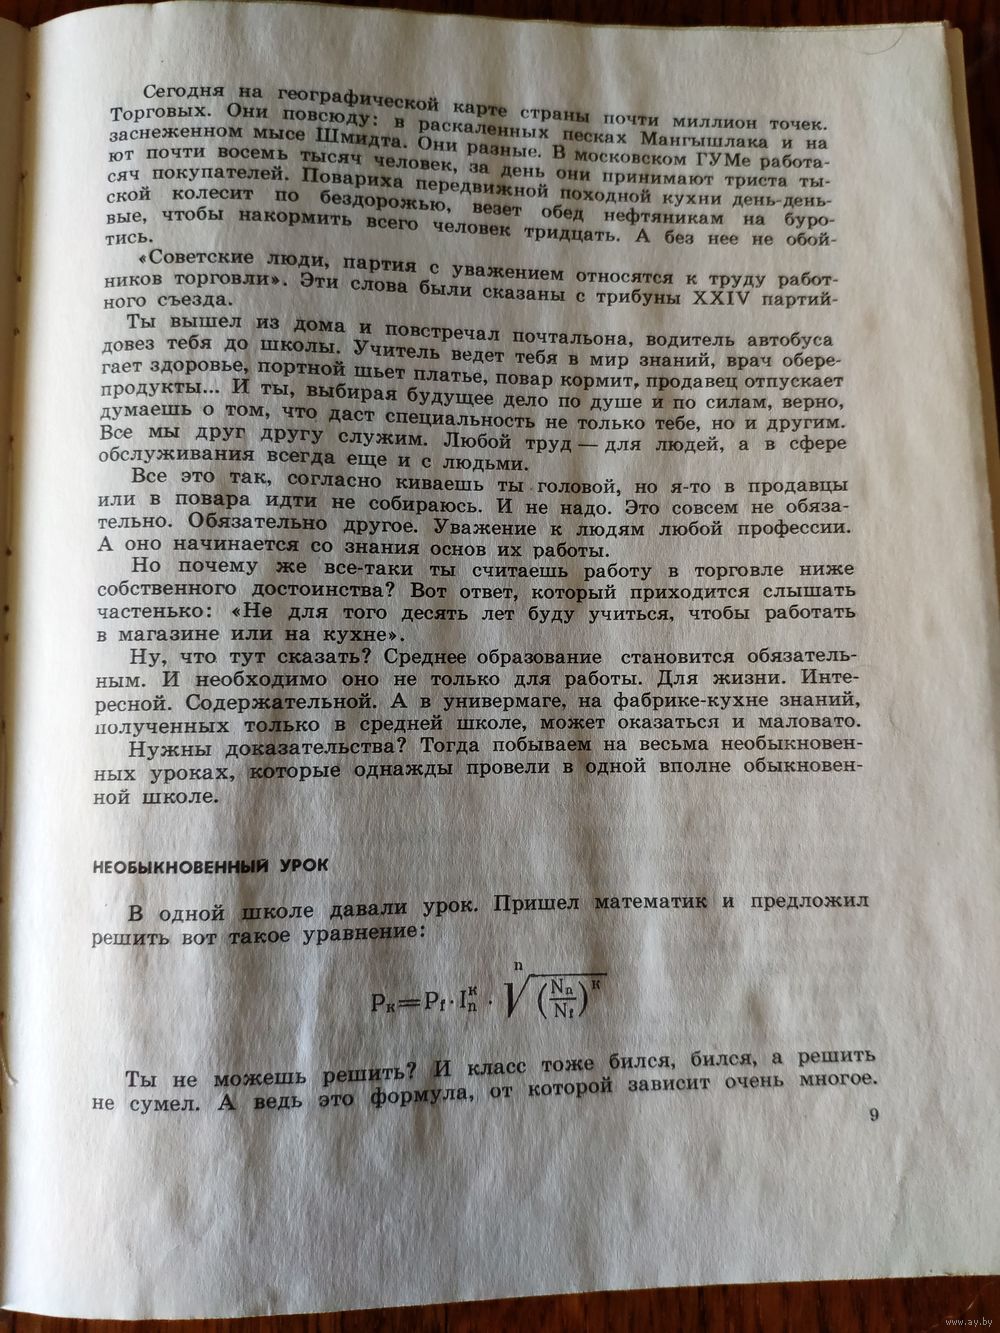 Сегодня на географической карте страны почти миллион точек.
Торговых. Они повсюду: в раскаленных песках Мангышлака и на
заснеженном мысе Шмидта. Они разные. В московском ГУМе работа-
ют почти восемь тысяч человек, за день они принимают триста ты-
сяч покупателей. Повариха передвижной походной кухни день-день-
ской колесит по бездорожью, везет обед нефтяникам на буро-
вые, чтобы накормить всего человек тридцать. А без нее не обой-
тись.
«Советские люди, партия с уважением относятся к труду работ-
ников торговли». Эти слова были сказаны с трибуны XXIV партий-
ного съезда.
Ты вышел из дома и повстречал почтальона, водитель автобуса
довез тебя до школы. Учитель ведет тебя в мир знаний, врач обере-
гает здоровье, портной шьет платье, повар кормит, продавец отпускает
продукты... И ты, выбирая будущее дело по душе и по силам, верно,
думаешь о том, что даст специальность не только тебе, но и другим.
Все мы друг другу служим. Любой труд — для людей, а в сфере
обслуживания всегда еще и с людьми.
Все это так, согласно киваешь ты головой, но я-то в продавцы
или в повара идти не собираюсь. И не надо. Это совсем не обяза-
тельно. Обязательно другое. Уважение к людям любой профессии.
А оно начинается со знания основ их работы.
Но почему же все-таки ты считаешь работу в торговле ниже
собственного достоинства? Вот ответ, который приходится слышать
частенько: «Не для того десять лет буду учиться, чтобы работать
в магазине или на кухне».
Ну, что тут сказать? Среднее образование становится обязатель-
ным. И необходимо оно не только для работы. Для жизни. Инте-
ресной. Содержательной. А в универмаге, на фабрике-кухне знаний,
полученных только в средней школе, может оказаться и маловато.
Нужны доказательства? Тогда побываем на весьма необыкновен-
ных уроках, которые однажды провели в одной вполне обыкновен-
ной школе.
НЕОБЫКНОВЕННЫЙ УРОК
В одной школе давали урок. Пришел математик и предложил
решить вот такое уравнение:
Pк=Pf·Iкn · n√(Nn/Nf)к
Ты не можешь решить? И класс тоже бился, бился, а решить
не сумел. А ведь это формула, от которой зависит очень многое.
9
www.ay.by